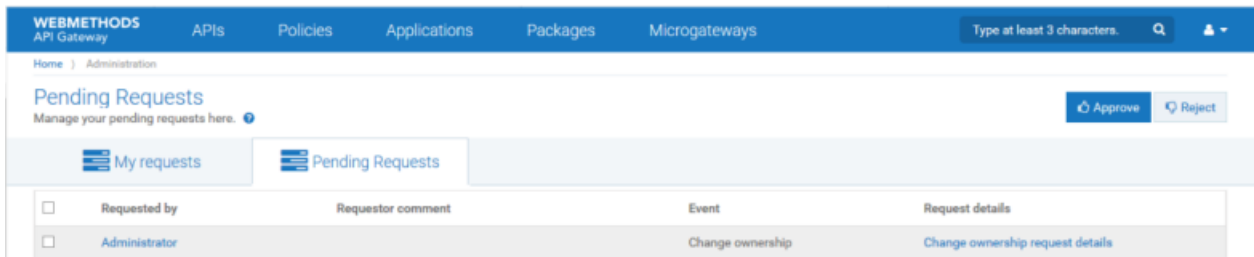 WEBMETHODS
API Gateway
APIs Policies Applications Packages Microgateways Type at least 3 characters.
Home Administration
Pending Requests
Manage your pending requests here.
Approve Reject
My requests Pending Requests
Requested by Requestor comment Event Request details
Administrator Change ownership Change ownership request details